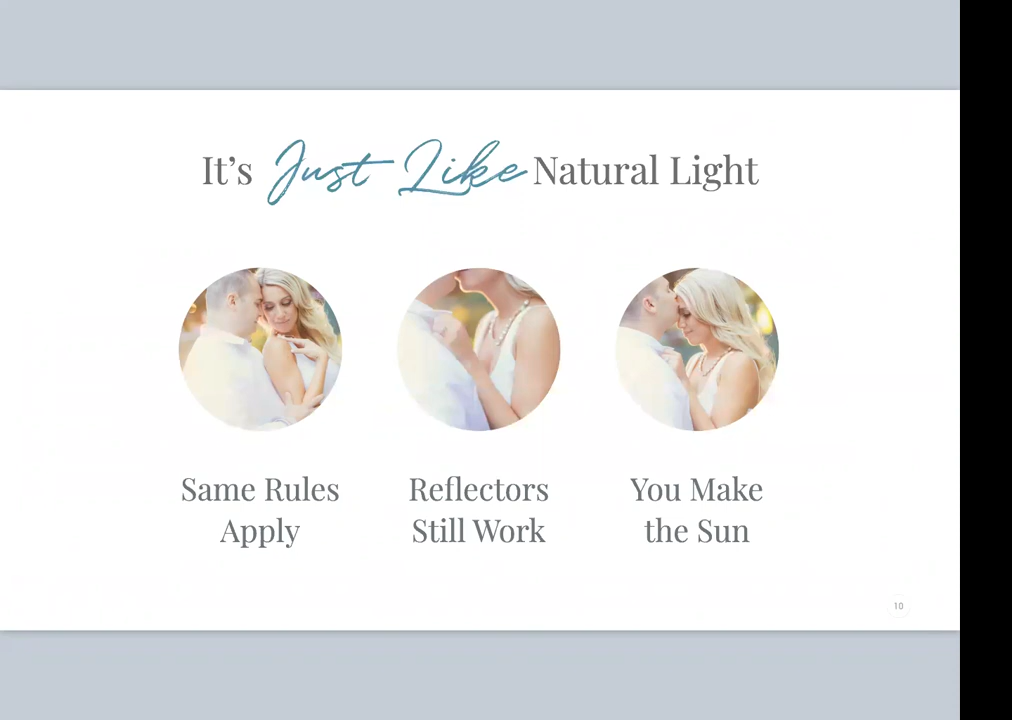 It’s Just Like Natural Light
Same Rules
Apply
Reflectors
Still Work
You Make
the Sun
10